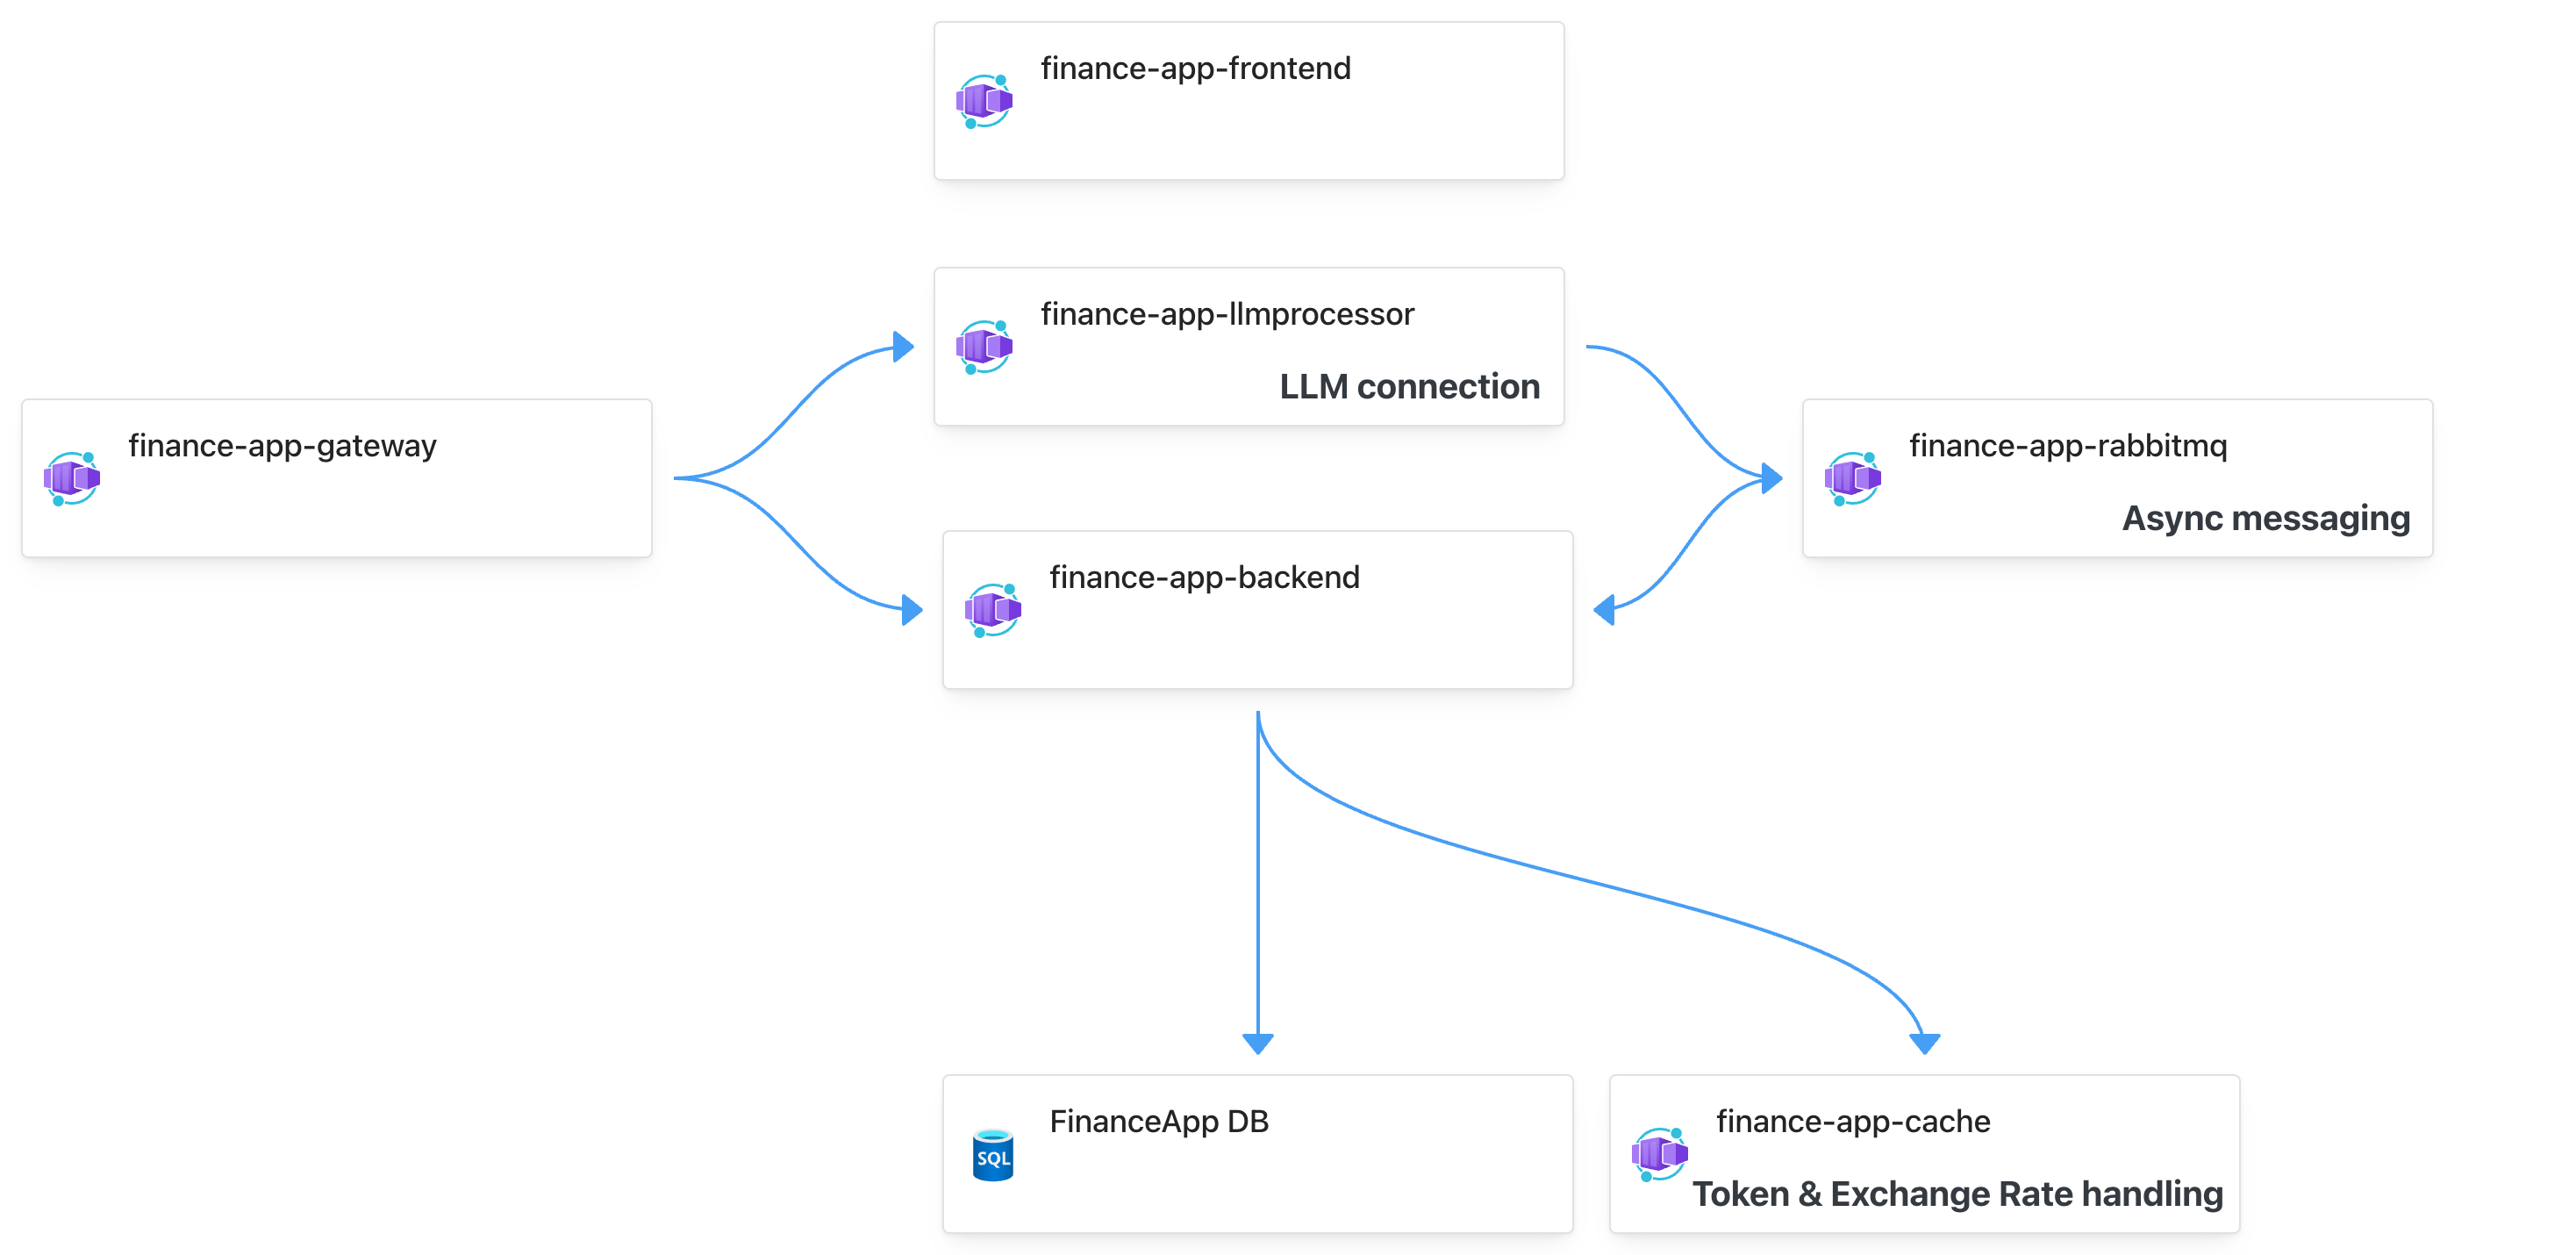 finance-app-frontend
finance-app-llmprocessor
LLM connection
finance-app-gateway
finance-app-rabbitmq
Async messaging
finance-app-backend
FinanceApp DB
SQL
finance-app-cache
Token & Exchange Rate handling